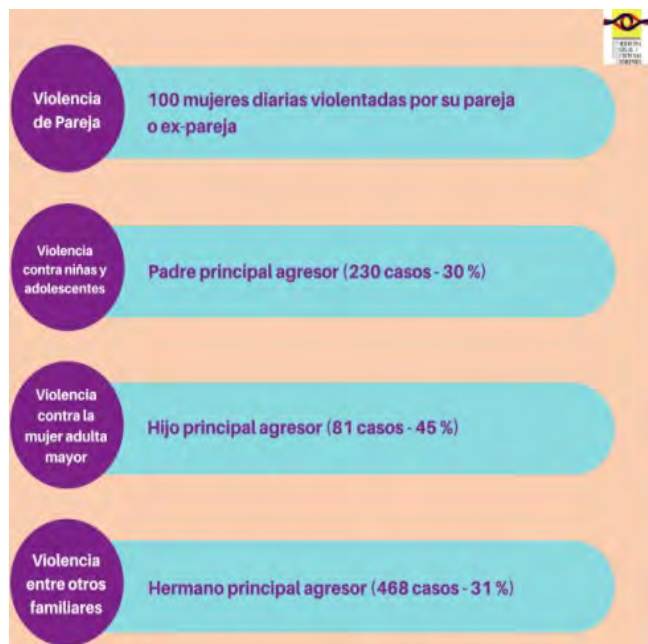 Violencia
de Pareja
100 mujeres diarias violentadas por su pareja
o ex-pareja
Violencia
contra niñas y
adolescentes
Padre principal agresor (230 casos - 30 %)
Violencia
contra la
mujer adulta
mayor
Hijo principal agresor (81 casos - 45 %)
Violencia
entre otros
familiares
Hermano principal agresor (468 casos - 31 %)